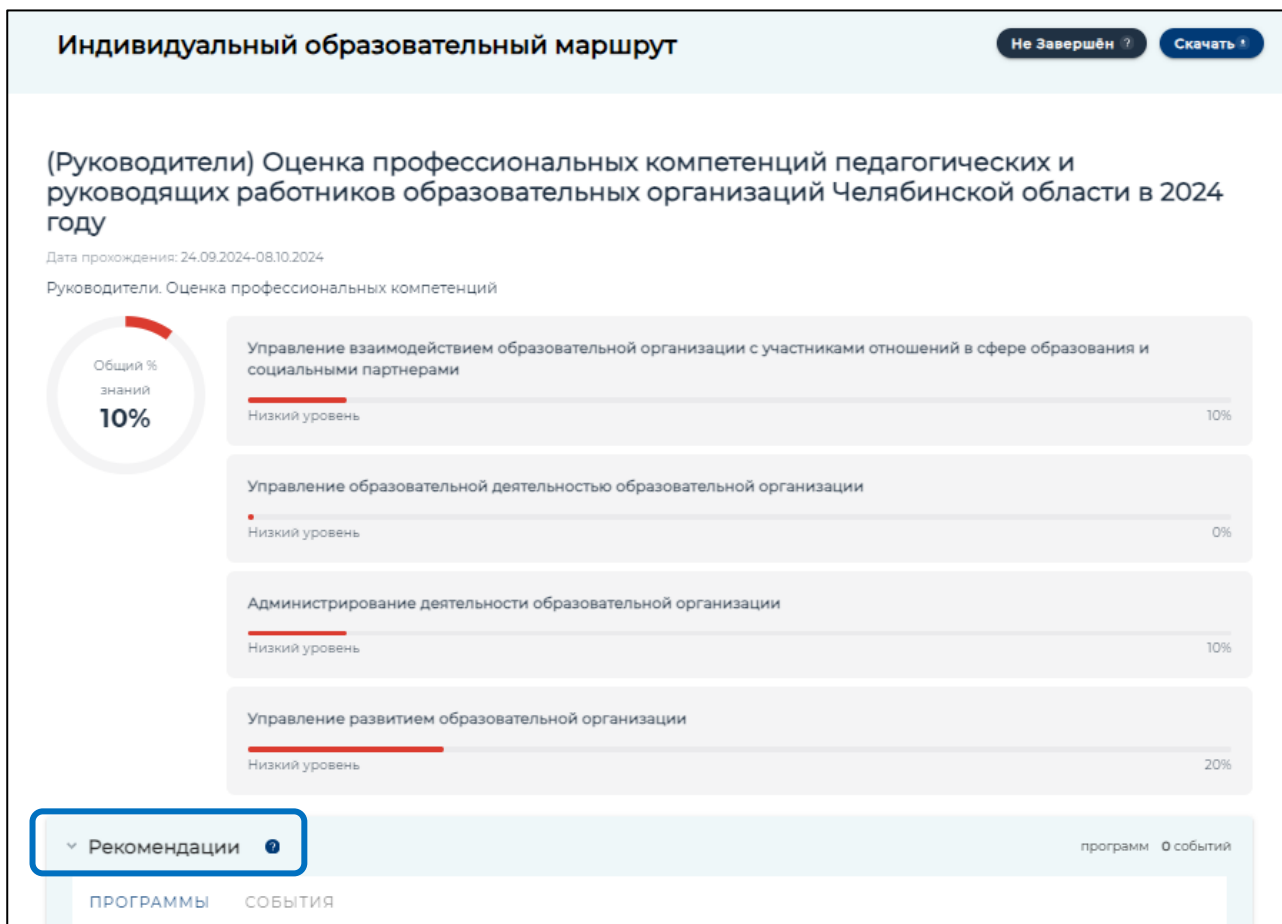 Индивидуальный образовательный маршрут
Не Завершён ?
Скачать
(Руководители) Оценка профессиональных компетенций педагогических и
руководящих работников образовательных организаций Челябинской области в 2024
году
Дата прохождения: 24.09.2024-08.10.2024
Руководители. Оценка профессиональных компетенций
Общий %
знаний
10%
Управление взаимодействием образовательной организации с участниками отношений в сфере образования и
социальными партнерами
Низкий уровень 10%
Управление образовательной деятельностью образовательной организации
Низкий уровень 0%
Администрирование деятельности образовательной организации
Низкий уровень 10%
Управление развитием образовательной организации
Низкий уровень 20%
Рекомендации ?
программ 0 событий
ПРОГРАММЫ СОБЫТИЯ